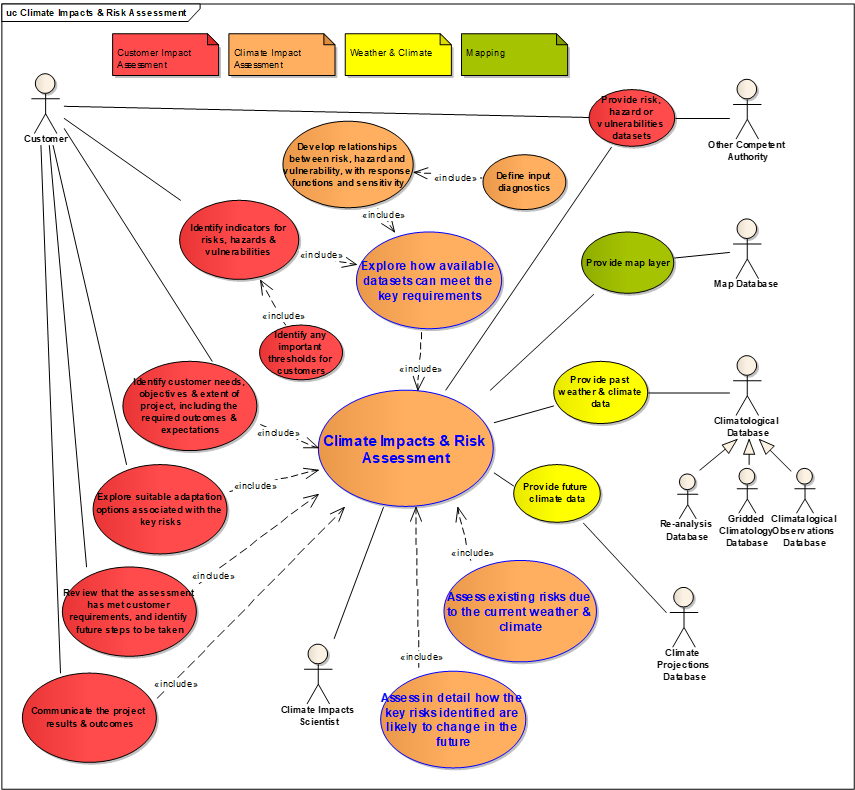 uc Climate Impacts & Risk Assessment
Customer Impact
Assessment
Climate Impact
Assessment
Weather & Climate
Mapping
Customer
Provide risk,
hazard or
vulnerabilities
datasets
Other Competent
Authority
Develop relationships
between risk, hazard and
vulnerability, with response
functions and sensitivity
«include»
Define input
diagnostics
«include»
Identify indicators for
risks, hazards &
vulnerabilities
«include»
Explore how available
datasets can meet the
key requirements
Provide map layer
Map Database
«include»
Identify any
important
thresholds for
customers
«include»
Identify customer needs,
objectives & extent of
project, including the
required outcomes &
expectations
«include»
Provide past
weather & climate
data
Climatological
Database
Climate Impacts & Risk
Assessment
Explore suitable adaptation
options associated with the
key risks
«include»
Provide future
climate data
Re-analysis
Database
Gridded
Climatology
Database
Climatalogical
Observations
Database
«include»
Review that the assessment
has met customer
requirements, and identify
future steps to be taken
«include»
Assess existing risks due
to the current weather &
climate
Climate
Projections
Database
«include»
Communicate the project
results & outcomes
«include»
Climate Impacts
Scientist
Assess in detail how the
key risks identified are
likely to change in the
future